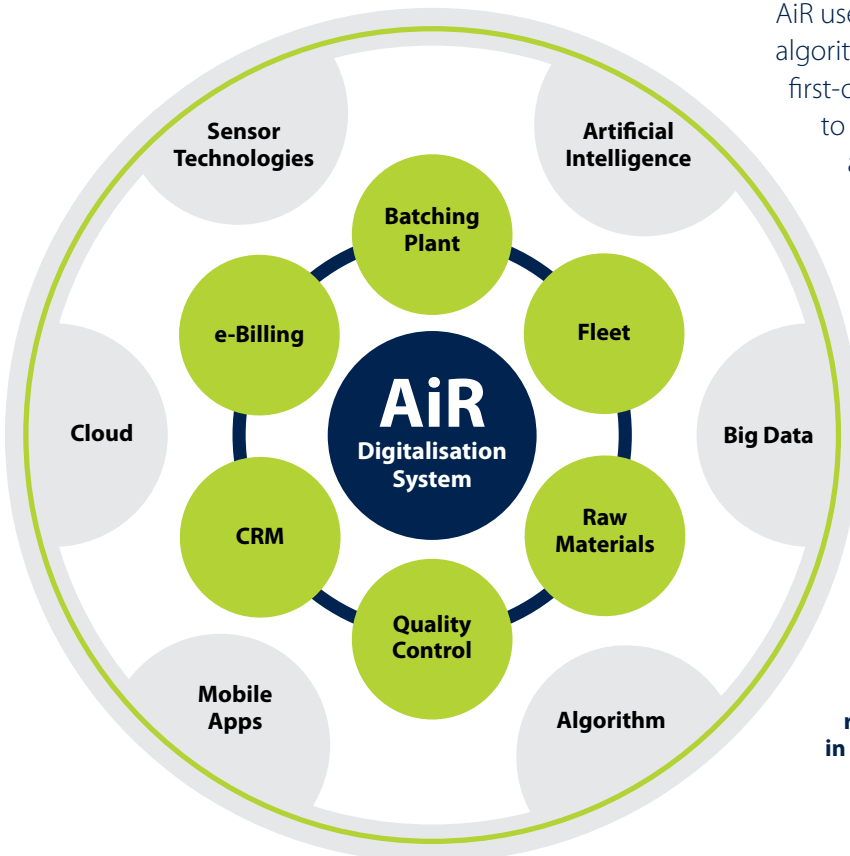 AiR use
algorit
first-c
to
a
Sensor
Technologies
Artificial
Intelligence
Batching
Plant
e-Billing
Fleet
AiR
Digitalisation
System
Cloud
Big Data
CRM
Raw
Materials
Quality
Control
Mobile
Apps
Algorithm
r
in